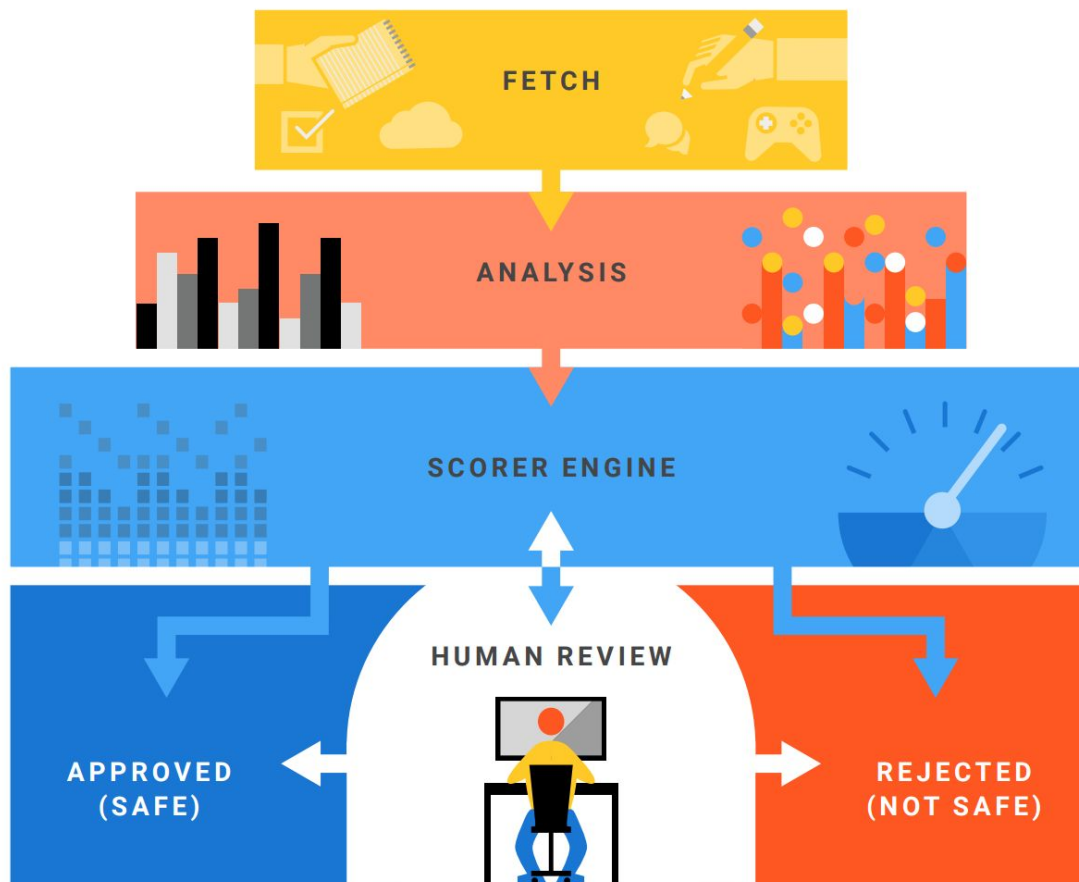 FETCH
ANALYSIS
SCORER ENGINE
HUMAN REVIEW
APPROVED
(SAFE)
REJECTED
(NOT SAFE)